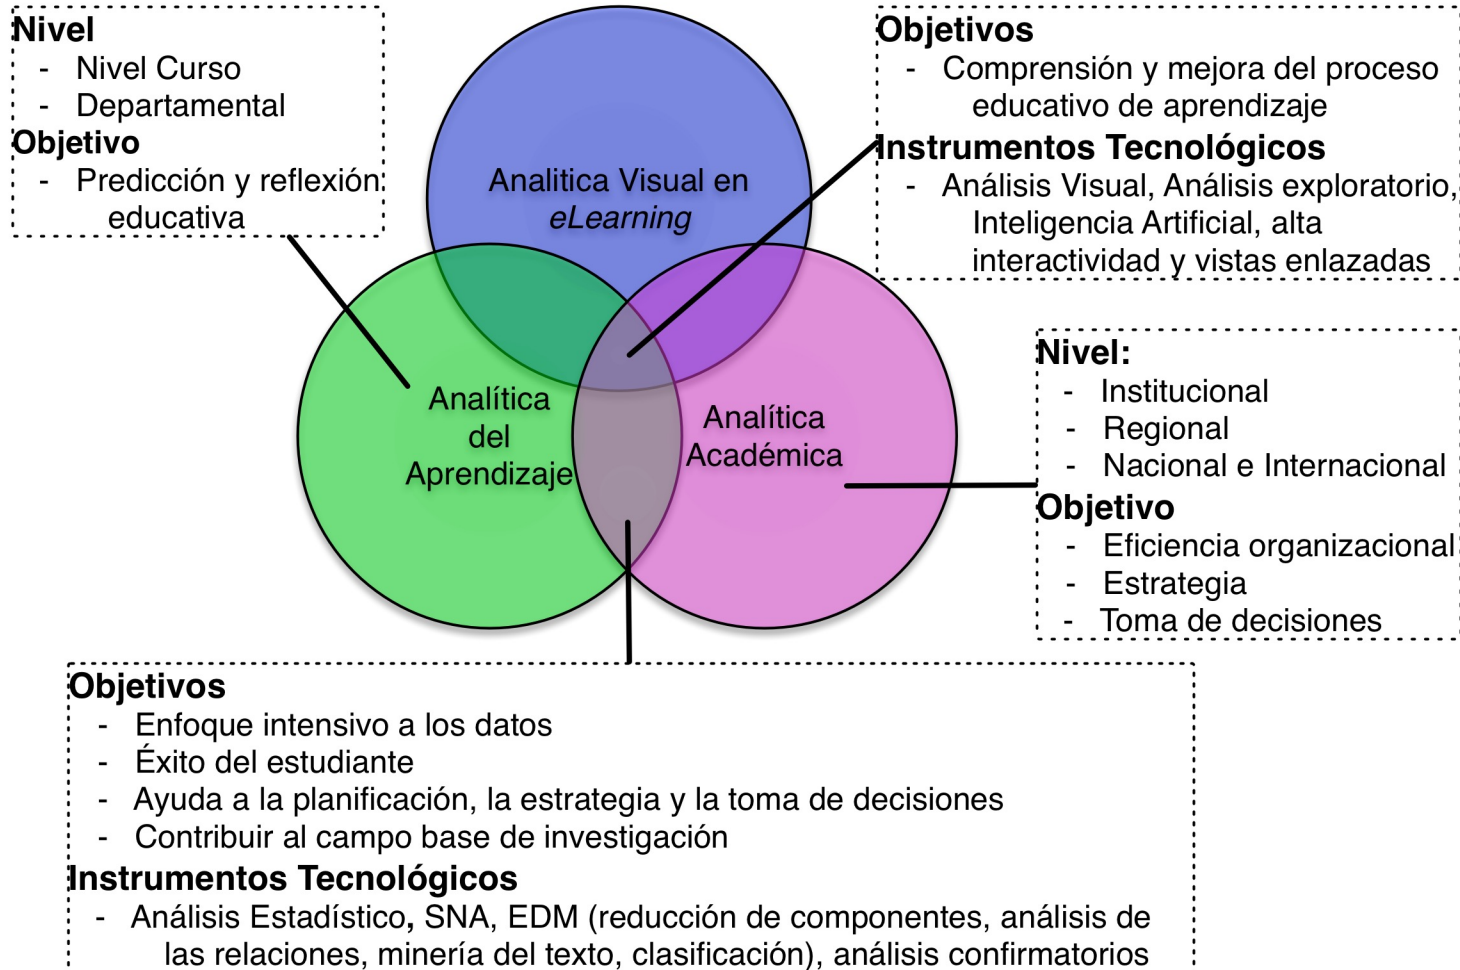 Nivel
- Nivel Curso
- Departamental
Objetivo
- Predicción y reflexión
educativa
Analitica Visual en
eLearning
Objetivos
- Comprensión y mejora del proceso
educativo de aprendizaje
Instrumentos Tecnológicos
- Análisis Visual, Análisis exploratorio,
Inteligencia Artificial, alta
interactividad y vistas enlazadas
Analítica
del
Aprendizaje
Analítica
Académica
Nivel:
- Institucional
- Regional
- Nacional e Internacional
Objetivo
- Eficiencia organizacional
- Estrategia
- Toma de decisiones
Objetivos
- Enfoque intensivo a los datos
- Éxito del estudiante
- Ayuda a la planificación, la estrategia y la toma de decisiones
- Contribuir al campo base de investigación
Instrumentos Tecnológicos
- Análisis Estadístico, SNA, EDM (reducción de componentes, análisis de
las relaciones, minería del texto, clasificación), análisis confirmatorios